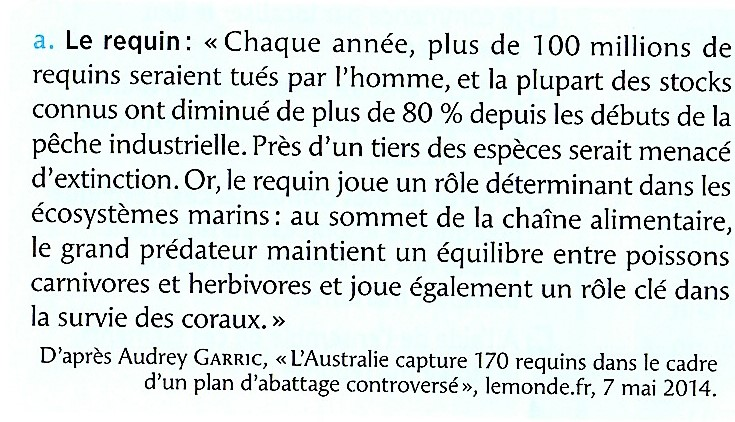 a. Le requin : « Chaque année, plus de 100 millions de
requins seraient tués par l'homme, et la plupart des stocks
connus ont diminué de plus de 80 % depuis les débuts de la
pêche industrielle. Près d'un tiers des espèces serait menacé
d'extinction. Or, le requin joue un rôle déterminant dans les
écosystèmes marins : au sommet de la chaîne alimentaire,
le grand prédateur maintient un équilibre entre poissons
carnivores et herbivores et joue également un rôle clé dans
la survie des coraux. »
D'après Audrey GARRIC, « L'Australie capture 170 requins dans le cadre
d'un plan d'abattage controversé », lemonde.fr, 7 mai 2014.